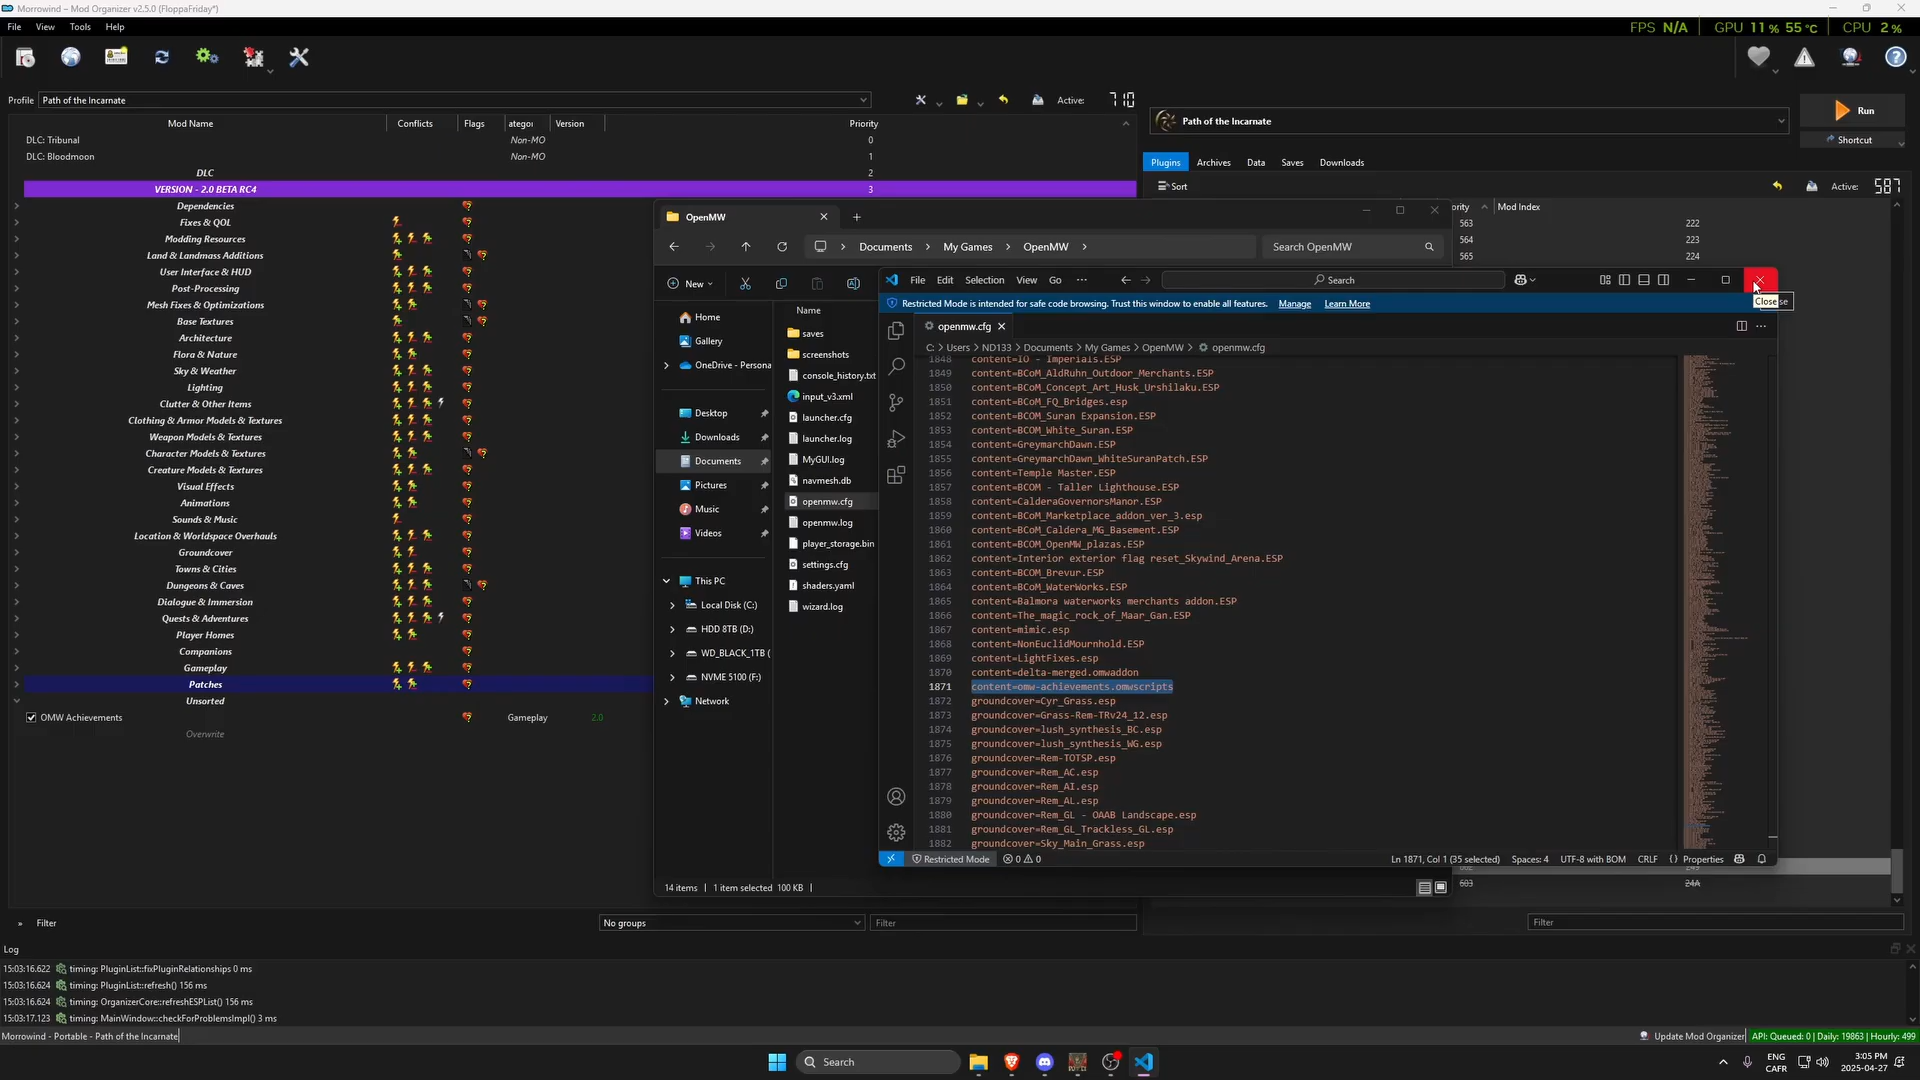 Morrowind – Mod Organizer v2.5.0 (FloppaFriday*)
File View Tools Help
FPS N/A GPU 11 % 55 °C CPU 2 %
Profile Path of the Incarnate Active: 710
Mod Name Conflicts Flags ategor Version Priority
DLC: Tribunal Non-MO 0
DLC: Bloodmoon Non-MO 1
DLC 2
VERSION - 2.0 BETA RC4 3
Dependencies
Fixes & QOL
Modding Resources
Land & Landmass Additions
User Interface & HUD
Post-Processing
Mesh Fixes & Optimizations
Base Textures
Architecture
Flora & Nature
Sky & Weather
Lighting
Clutter & Other Items
Clothing & Armor Models & Textures
Weapon Models & Textures
Character Models & Textures
Creature Models & Textures
Visual Effects
Animations
Sounds & Music
Location & Worldspace Overhauls
Groundcover
Towns & Cities
Dungeons & Caves
Dialogue & Immersion
Quests & Adventures
Player Homes
Companions
Gameplay
Patches
Unsorted
OMW Achievements Gameplay 2.0
Overwrite
» Filter No groups Filter
Path of the Incarnate
Run
Shortcut
Plugins Archives Data Saves Downloads
Sort Active: 587
ority Mod Index
563 222
564 223
565 224
603 24A
Filter
OpenMW
Documents My Games OpenMW
Search OpenMW
New
Home
Gallery
OneDrive - Persona
Desktop
Downloads
Documents
Pictures
Music
Videos
This PC
Local Disk (C:)
HDD 8TB (D:)
WD_BLACK_1TB (
NVME 5100 (F:)
Network
Name
saves
screenshots
console_history.txt
input_v3.xml
launcher.cfg
launcher.log
MyGUI.log
navmesh.db
openmw.cfg
openmw.log
player_storage.bin
settings.cfg
shaders.yaml
wizard.log
14 items 1 item selected 100 KB
File Edit Selection View Go ··· Search
Close
Restricted Mode is intended for safe code browsing. Trust this window to enable all features. Manage Learn More
openmw.cfg
C: > Users > ND133 > Documents > My Games > OpenMW > openmw.cfg
1848 content=IO - Imperials.ESP
1849 content=BCoM_AldRuhn_Outdoor_Merchants.ESP
1850 content=BCoM_Concept_Art_Husk_Urshilaku.ESP
1851 content=BCoM_FQ_Bridges.esp
1852 content=BCOM_Suran Expansion.ESP
1853 content=BCOM_White_Suran.ESP
1854 content=GreymarchDawn.ESP
1855 content=GreymarchDawn_WhiteSuranPatch.ESP
1856 content=Temple Master.ESP
1857 content=BCOM - Taller Lighthouse.ESP
1858 content=CalderaGovernorsManor.ESP
1859 content=BCoM_Marketplace_addon_ver_3.esp
1860 content=BCoM_Caldera_MG_Basement.ESP
1861 content=BCOM_OpenMW_plazas.ESP
1862 content=Interior exterior flag reset_Skywind_Arena.ESP
1863 content=BCOM_Brevur.ESP
1864 content=BCoM_WaterWorks.ESP
1865 content=Balmora waterworks merchants addon.ESP
1866 content=The_magic_rock_of_Maar_Gan.ESP
1867 content=mimic.esp
1868 content=NonEuclidMournhold.ESP
1869 content=LightFixes.esp
1870 content=delta-merged.omwaddon
1871 content=omw-achievements.omwscripts
1872 groundcover=Cyr_Grass.esp
1873 groundcover=Grass-Rem-TRv24_12.esp
1874 groundcover=lush_synthesis_BC.esp
1875 groundcover=lush_synthesis_WG.esp
1876 groundcover=Rem-TOTSP.esp
1877 groundcover=Rem_AC.esp
1878 groundcover=Rem_AI.esp
1879 groundcover=Rem_AL.esp
1880 groundcover=Rem_GL - OAAB Landscape.esp
1881 groundcover=Rem_GL_Trackless_GL.esp
1882 groundcover=Sky_Main_Grass.esp
Restricted Mode 0 0 Ln 1871, Col 1 (35 selected) Spaces: 4 UTF-8 with BOM CRLF {} Properties
Log
15:03:16.622 timing: PluginList::fixPluginRelationships 0 ms
15:03:16.624 timing: PluginList::refresh() 156 ms
15:03:16.624 timing: OrganizerCore::refreshESPList() 156 ms
15:03:17.123 timing: MainWindow::checkForProblemsImpl() 3 ms
Morrowind - Portable - Path of the Incarnate Update Mod Organizer API: Queued: 0 | Daily: 19863 | Hourly: 499
Search
ENG
CAFR
3:05 PM
2025-04-27